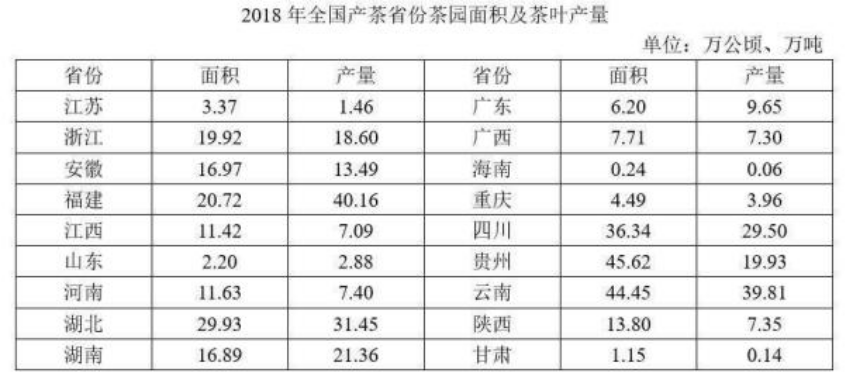 2018 年全国产茶省份茶园面积及茶叶产量
单位：万公顷、万吨
省份 面积 产量 省份 面积 产量
江苏 3.37 1.46 广东 6.20 9.65
浙江 19.92 18.60 广西 7.71 7.30
安徽 16.97 13.49 海南 0.24 0.06
福建 20.72 40.16 重庆 4.49 3.96
江西 11.42 7.09 四川 36.34 29.50
山东 2.20 2.88 贵州 45.62 19.93
河南 11.63 7.40 云南 44.45 39.81
湖北 29.93 31.45 陕西 13.80 7.35
湖南 16.89 21.36 甘肃 1.15 0.14